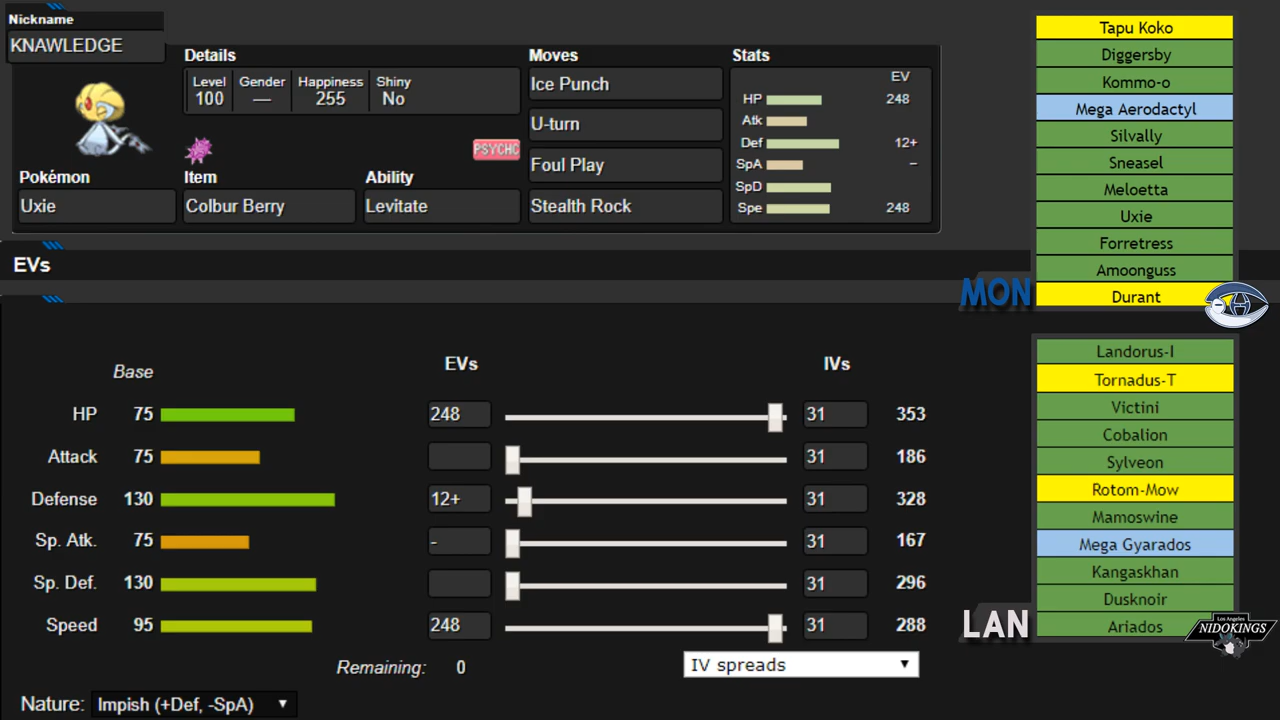 Nickname
KNAWLEDGE
Details
Level Gender Happiness Shiny
100 — 255 No
PSYCHC
Pokémon Item Ability
Uxie Colbur Berry Levitate
Moves
Ice Punch
U-turn
Foul Play
Stealth Rock
Stats
EV
HP 248
Atk
Def 12+
SpA –
SpD
Spe 248
EVs
Base EVs IVs
HP 75 248 31 353
Attack 75 31 186
Defense 130 12+ 31 328
Sp. Atk. 75 - 31 167
Sp. Def. 130 31 296
Speed 95 248 31 288
Remaining: 0
IV spreads
Nature: Impish (+Def, -SpA)
Tapu Koko
Diggersby
Kommo-o
Mega Aerodactyl
Silvally
Sneasel
Meloetta
Uxie
Forretress
Amoonguss
Durant
MON
Landorus-I
Tornadus-T
Victini
Cobalion
Sylveon
Rotom-Mow
Mamoswine
Mega Gyarados
Kangaskhan
Dusknoir
Ariados
LAN
Los Angeles
NIDOKINGS